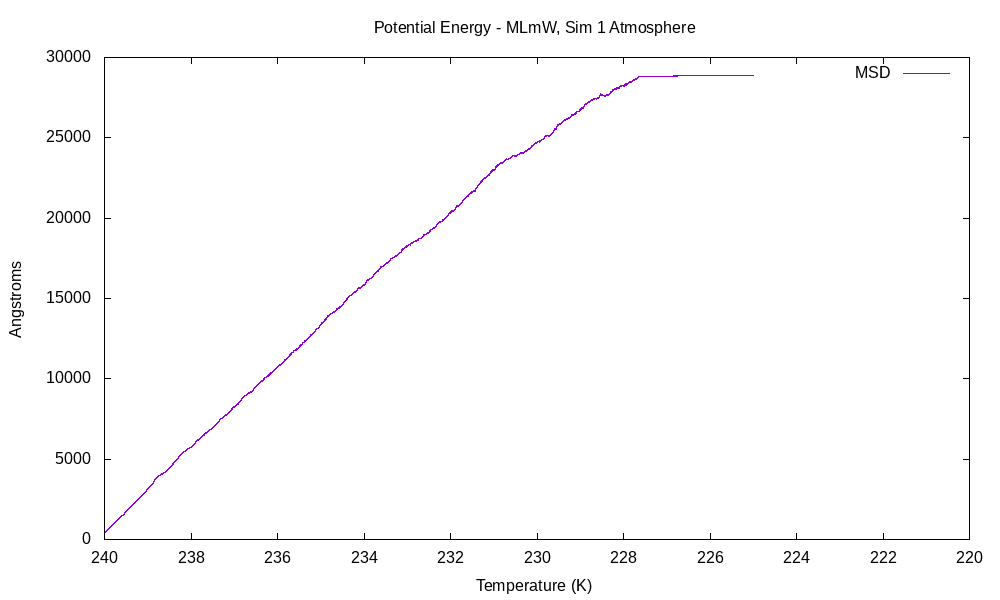 Potential Energy - MLmW, Sim 1 Atmosphere
MSD
30000
25000
20000
15000
10000
5000
0
Angstroms
240 238 236 234 232 230 228 226 224 222 220
Temperature (K)